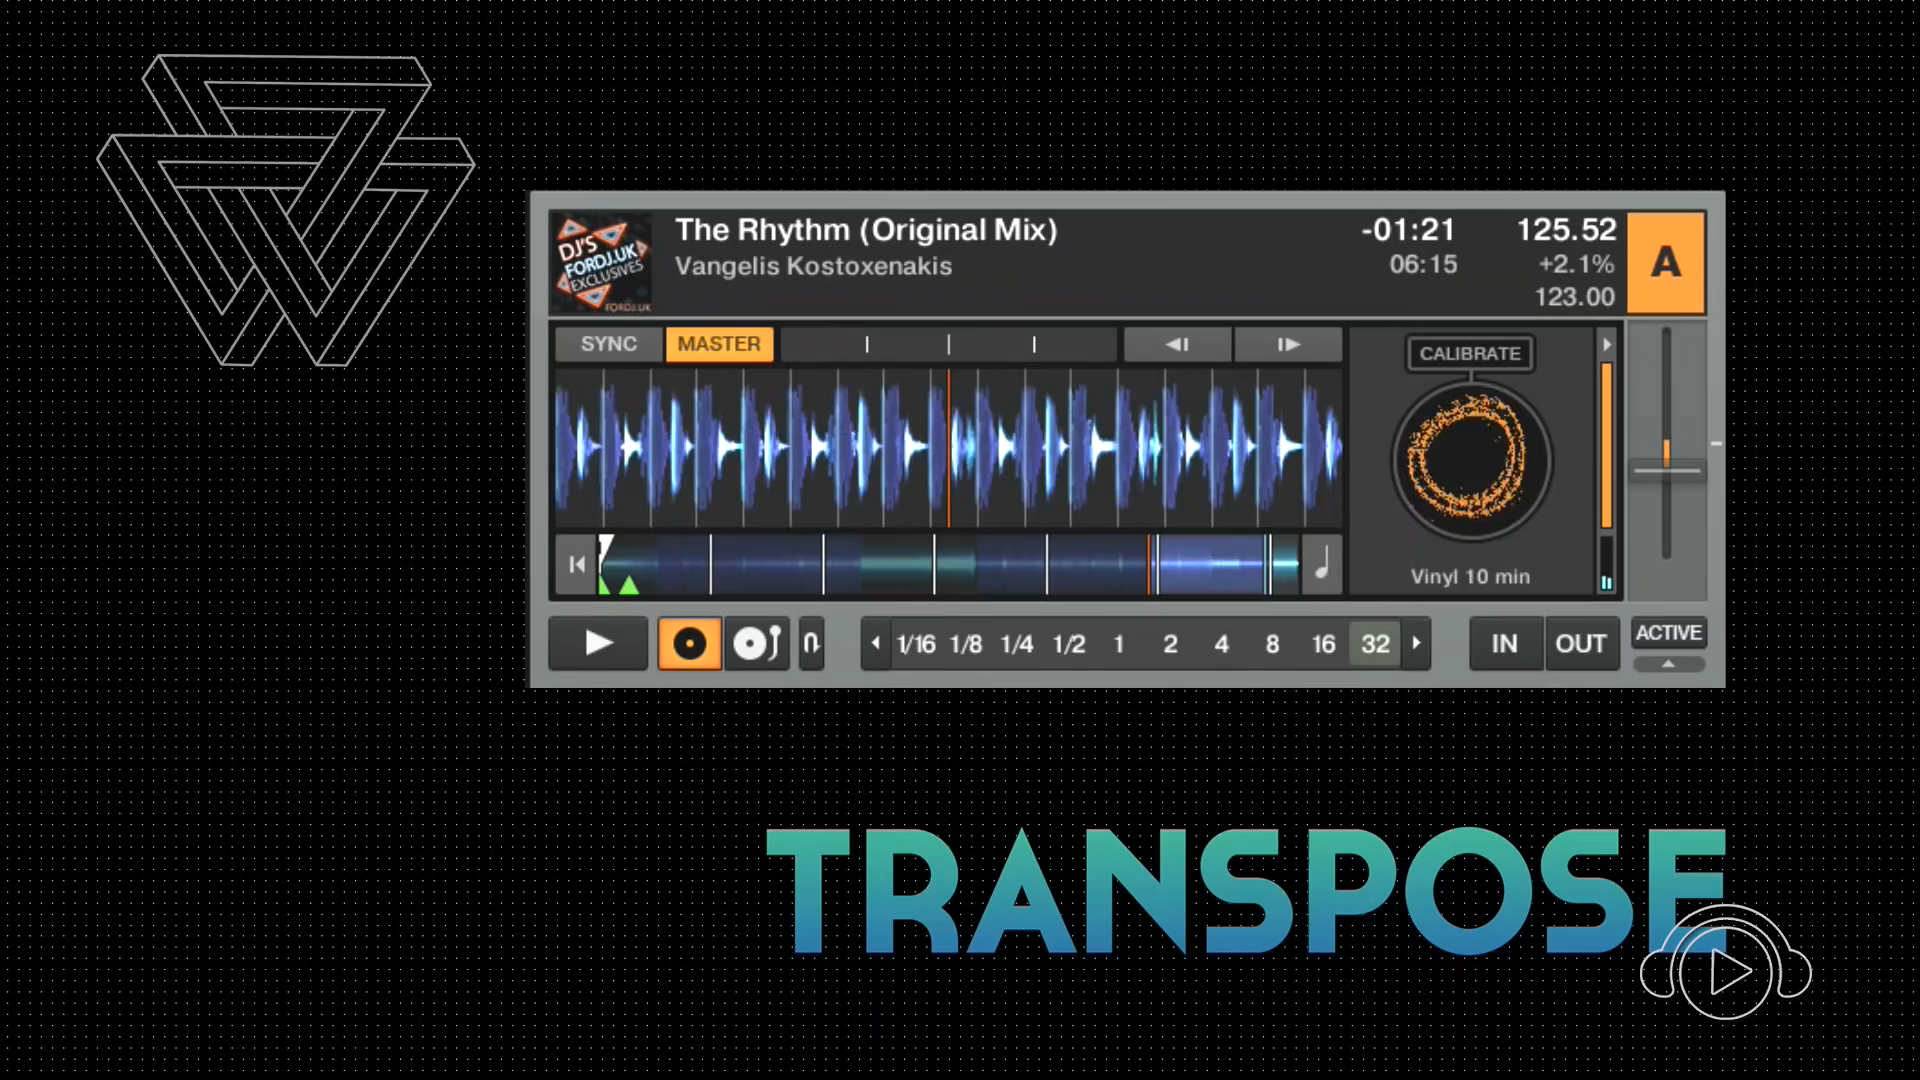 DJ'S
FORDJ.UK
EXCLUSIVES
FORDJ.UK
The Rhythm (Original Mix)
Vangelis Kostoxenakis
-01:21
06:15
125.52
+2.1%
123.00
A
SYNC MASTER
CALIBRATE
Vinyl 10 min
1/16 1/8 1/4 1/2 1 2 4 8 16 32
IN OUT ACTIVE
TRANSPOSE